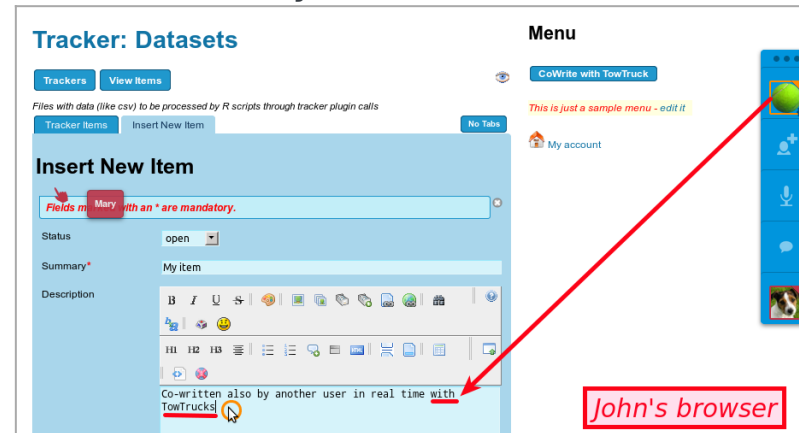 Tracker: Datasets
Trackers
View Items
Files with data (like csv) to be processed by R scripts through tracker plugin calls
Tracker Items
Insert New Item
No Tabs
Insert New Item
Fields with an * are mandatory.
Mary
Status
open
Summary*
My item
Description
B I U S
H1 H2 H3
HTML
Co-written also by another user in real time with
TowTrucks
Menu
CoWrite with TowTruck
This is just a sample menu - edit it
My account
John's browser